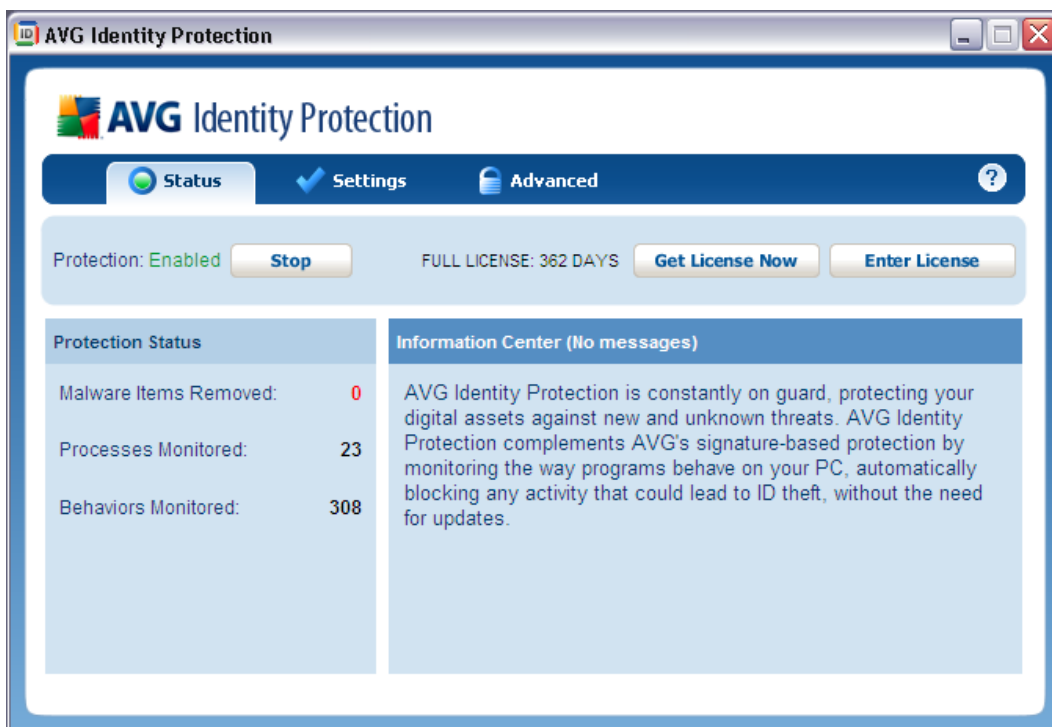 ID AVG Identity Protection
AVG Identity Protection
Status Settings Advanced ?
Protection: Enabled Stop FULL LICENSE: 362 DAYS Get License Now Enter License
Protection Status
Malware Items Removed: 0
Processes Monitored: 23
Behaviors Monitored: 308
Information Center (No messages)
AVG Identity Protection is constantly on guard, protecting your
digital assets against new and unknown threats. AVG Identity
Protection complements AVG's signature-based protection by
monitoring the way programs behave on your PC, automatically
blocking any activity that could lead to ID theft, without the need
for updates.